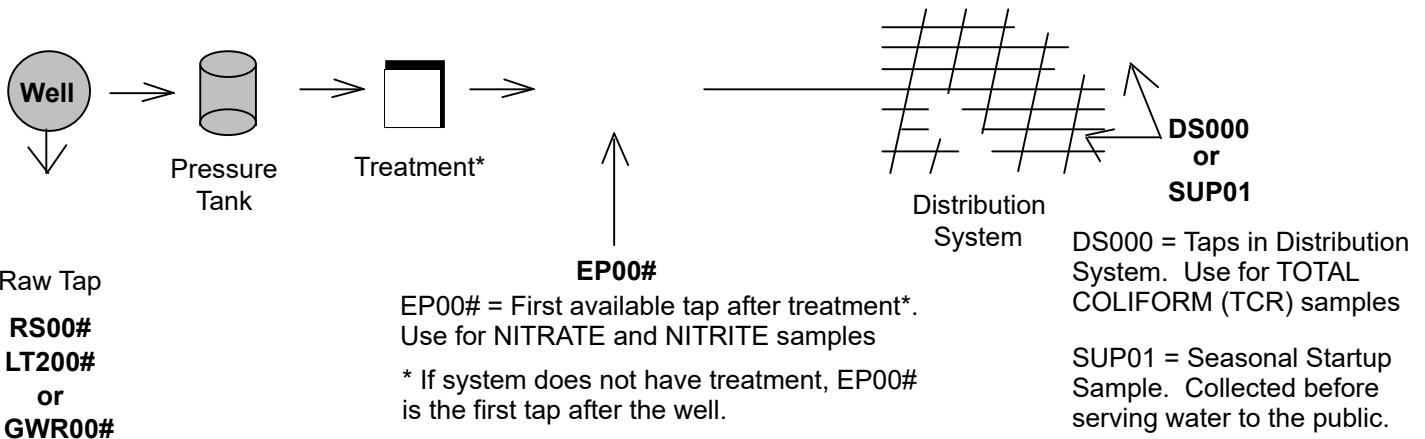 Well
Pressure
Tank
Treatment*
Distribution
System
DS000
or
SUP01
Raw Tap
RS00#
LT200#
or
GWR00#
EP00#
EP00# = First available tap after treatment*.
Use for NITRATE and NITRITE samples
* If system does not have treatment, EP00#
is the first tap after the well.
DS000 = Taps in Distribution
System. Use for TOTAL
COLIFORM (TCR) samples
SUP01 = Seasonal Startup
Sample. Collected before
serving water to the public.